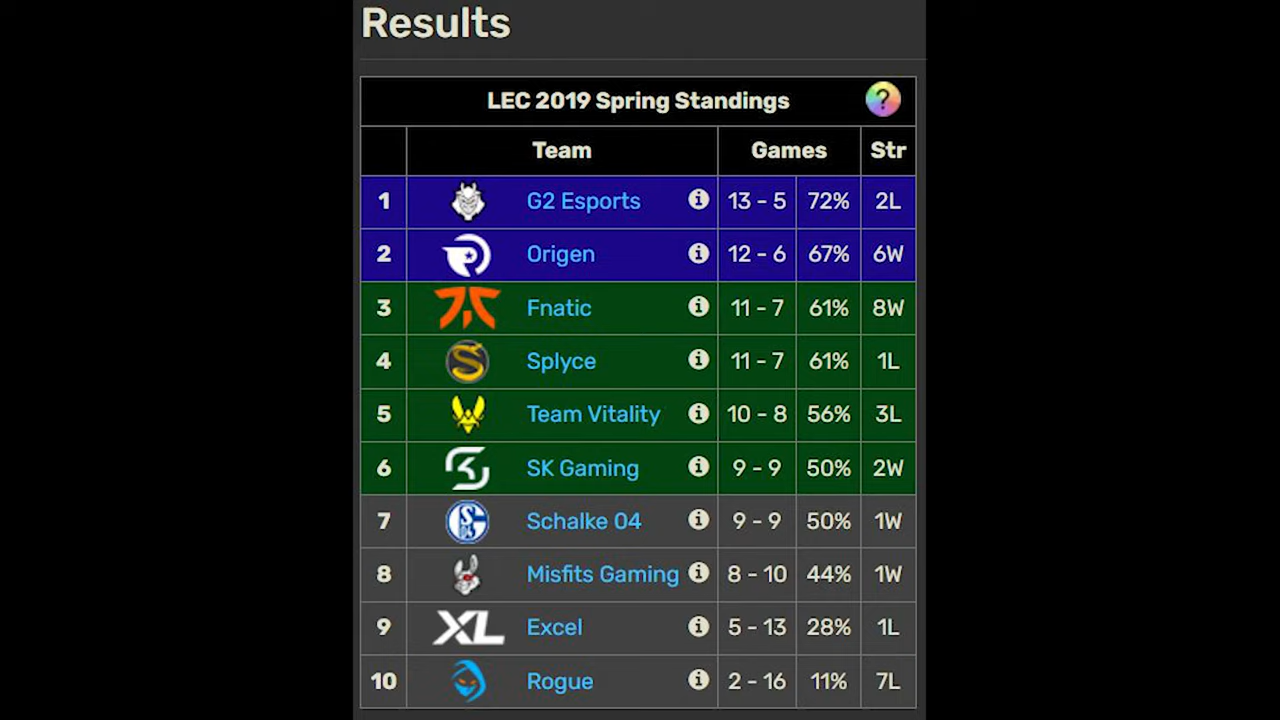 Results
LEC 2019 Spring Standings ?
Team Games Str
1 G2 Esports i 13 - 5 72% 2L
2 Origen i 12 - 6 67% 6W
3 Fnatic i 11 - 7 61% 8W
4 Splyce i 11 - 7 61% 1L
5 Team Vitality i 10 - 8 56% 3L
6 SK Gaming i 9 - 9 50% 2W
7 Schalke 04 i 9 - 9 50% 1W
8 Misfits Gaming i 8 - 10 44% 1W
9 XL Excel i 5 - 13 28% 1L
10 Rogue i 2 - 16 11% 7L